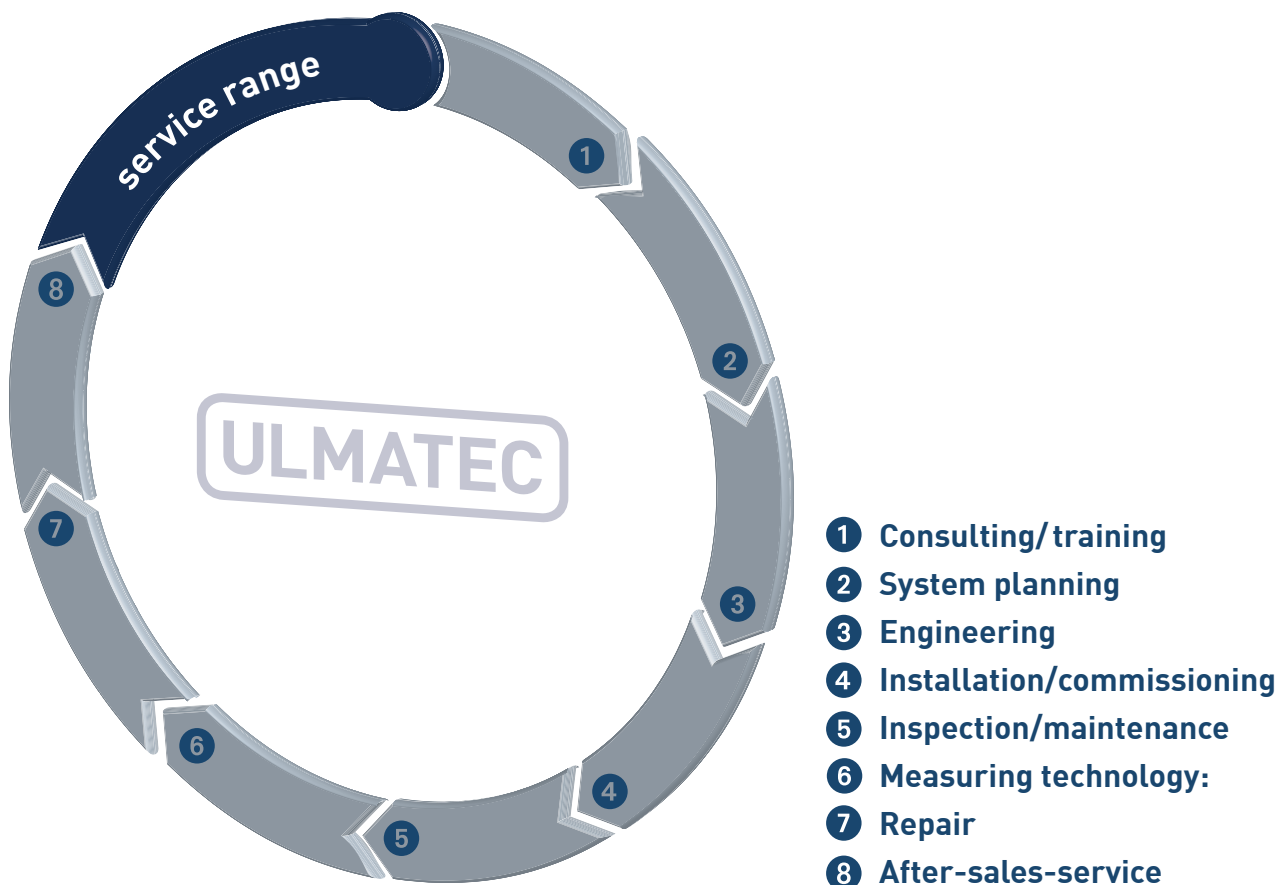 service range
1
2
3
4
5
6
7
8
ULMATEC
1 Consulting/training
2 System planning
3 Engineering
4 Installation/commissioning
5 Inspection/maintenance
6 Measuring technology:
7 Repair
8 After-sales-service